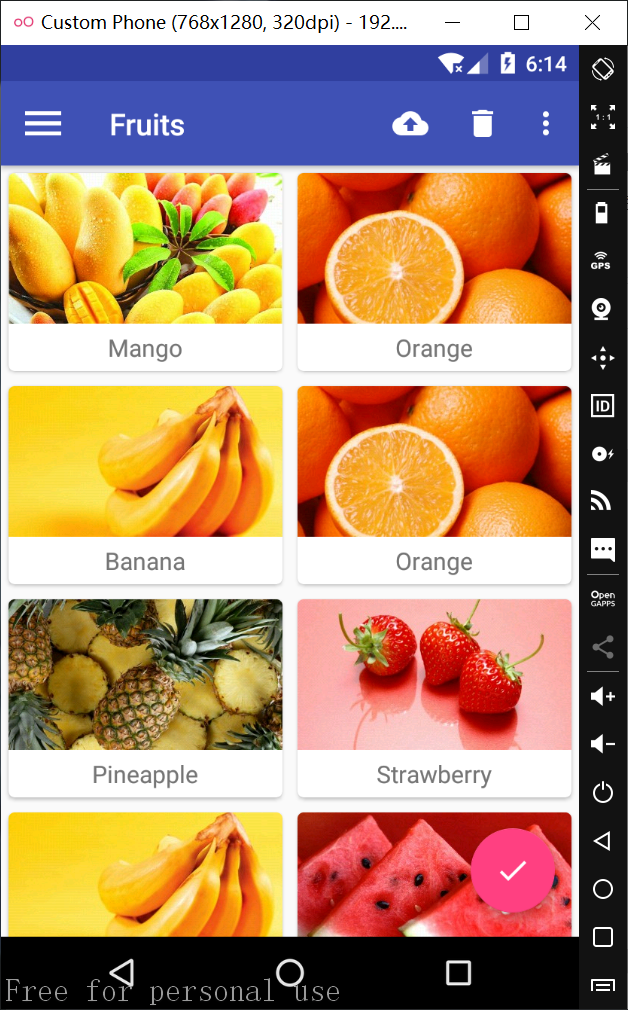 Custom Phone (768x1280, 320dpi) - 192....
6:14
Fruits
1:1
GPS
Mango
Orange
ID
Banana
Orange
Open
GAPPS
Pineapple
Strawberry
Free for personal use